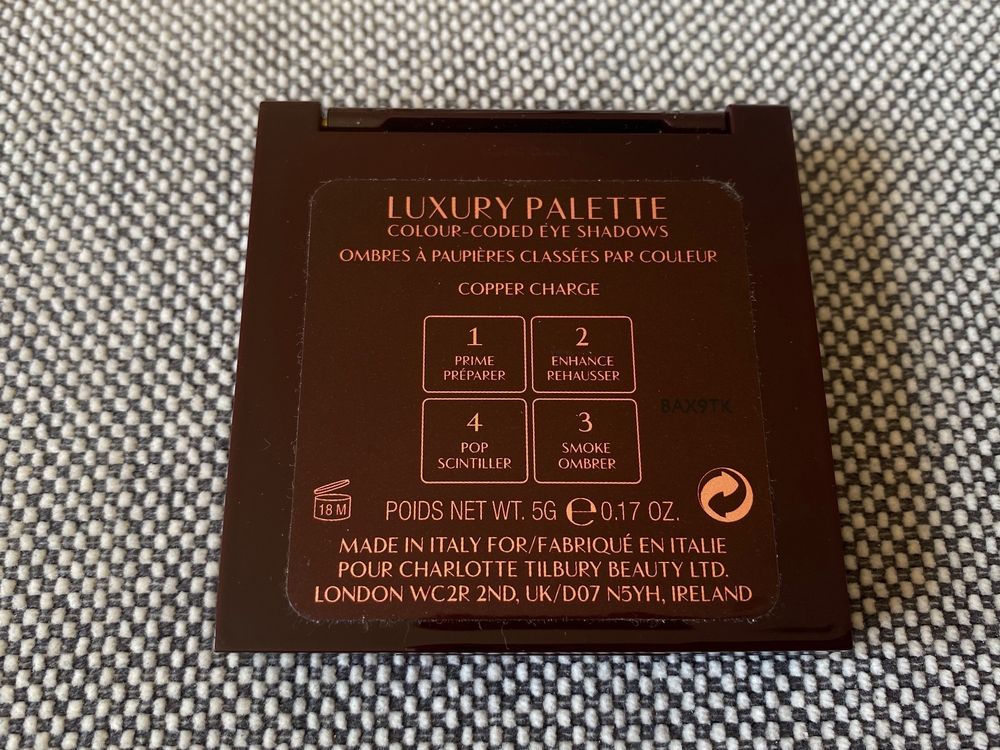 LUXURY PALETTE
COLOUR-CODED EYE SHADOWS
OMBRES À PAUPIÈRES CLASSÉES PAR COULEUR
COPPER CHARGE
1
PRIME
PRÉPARER
2
ENHANCE
REHAUSSER
4
POP
SCINTILLER
3
SMOKE
OMBRER
BAX9TK
18 M
POIDS NET WT. 5G ℮ 0.17 OZ.
MADE IN ITALY FOR/FABRIQUÉ EN ITALIE
POUR CHARLOTTE TILBURY BEAUTY LTD.
LONDON WC2R 2ND, UK/D07 N5YH, IRELAND